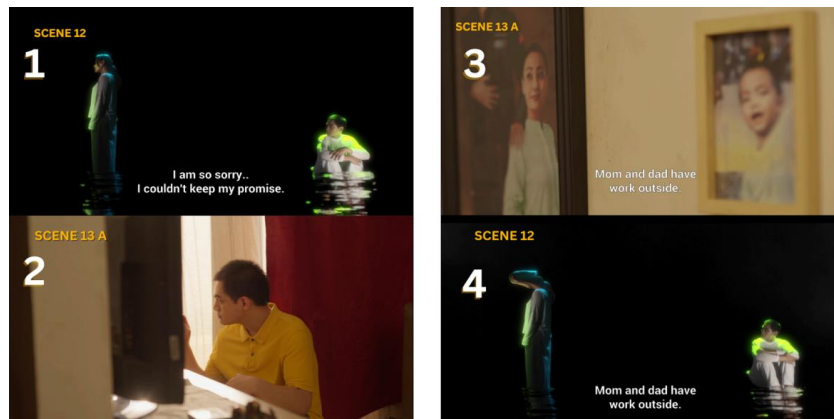 SCENE 12
1
I am so sorry..
I couldn't keep my promise.
SCENE 13 A
2
SCENE 13 A
3
Mom and dad have
work outside.
SCENE 12
4
Mom and dad have
work outside.